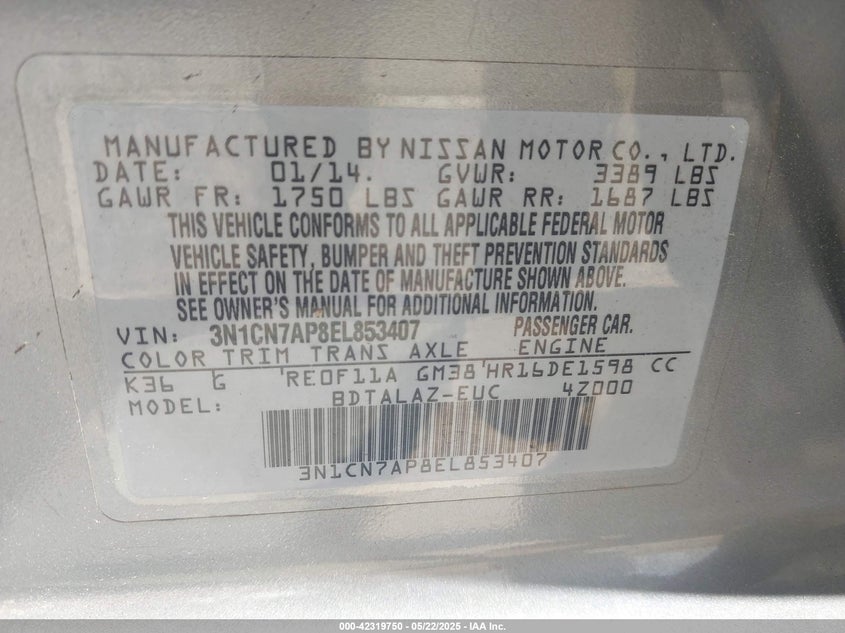 MANUFACTURED BY NISSAN MOTOR CO., LTD.
DATE: 01/14. GVWR: 3389 LBS
GAWR FR: 1750 LBS GAWR RR: 1687 LBS
THIS VEHICLE CONFORMS TO ALL APPLICABLE FEDERAL MOTOR
VEHICLE SAFETY, BUMPER AND THEFT PREVENTION STANDARDS
IN EFFECT ON THE DATE OF MANUFACTURE SHOWN ABOVE.
SEE OWNER'S MANUAL FOR ADDITIONAL INFORMATION.
VIN: 3N1CN7AP8EL853407 PASSENGER CAR.
COLOR TRIM TRANS AXLE ENGINE
K36 G 'RE0F11A GM38'HR16DE1598 CC
MODEL: BDTALAZ-EUC 4Z000
3N1CN7AP8EL853407
000-42319750 - 05/22/2025 - IAA Inc.